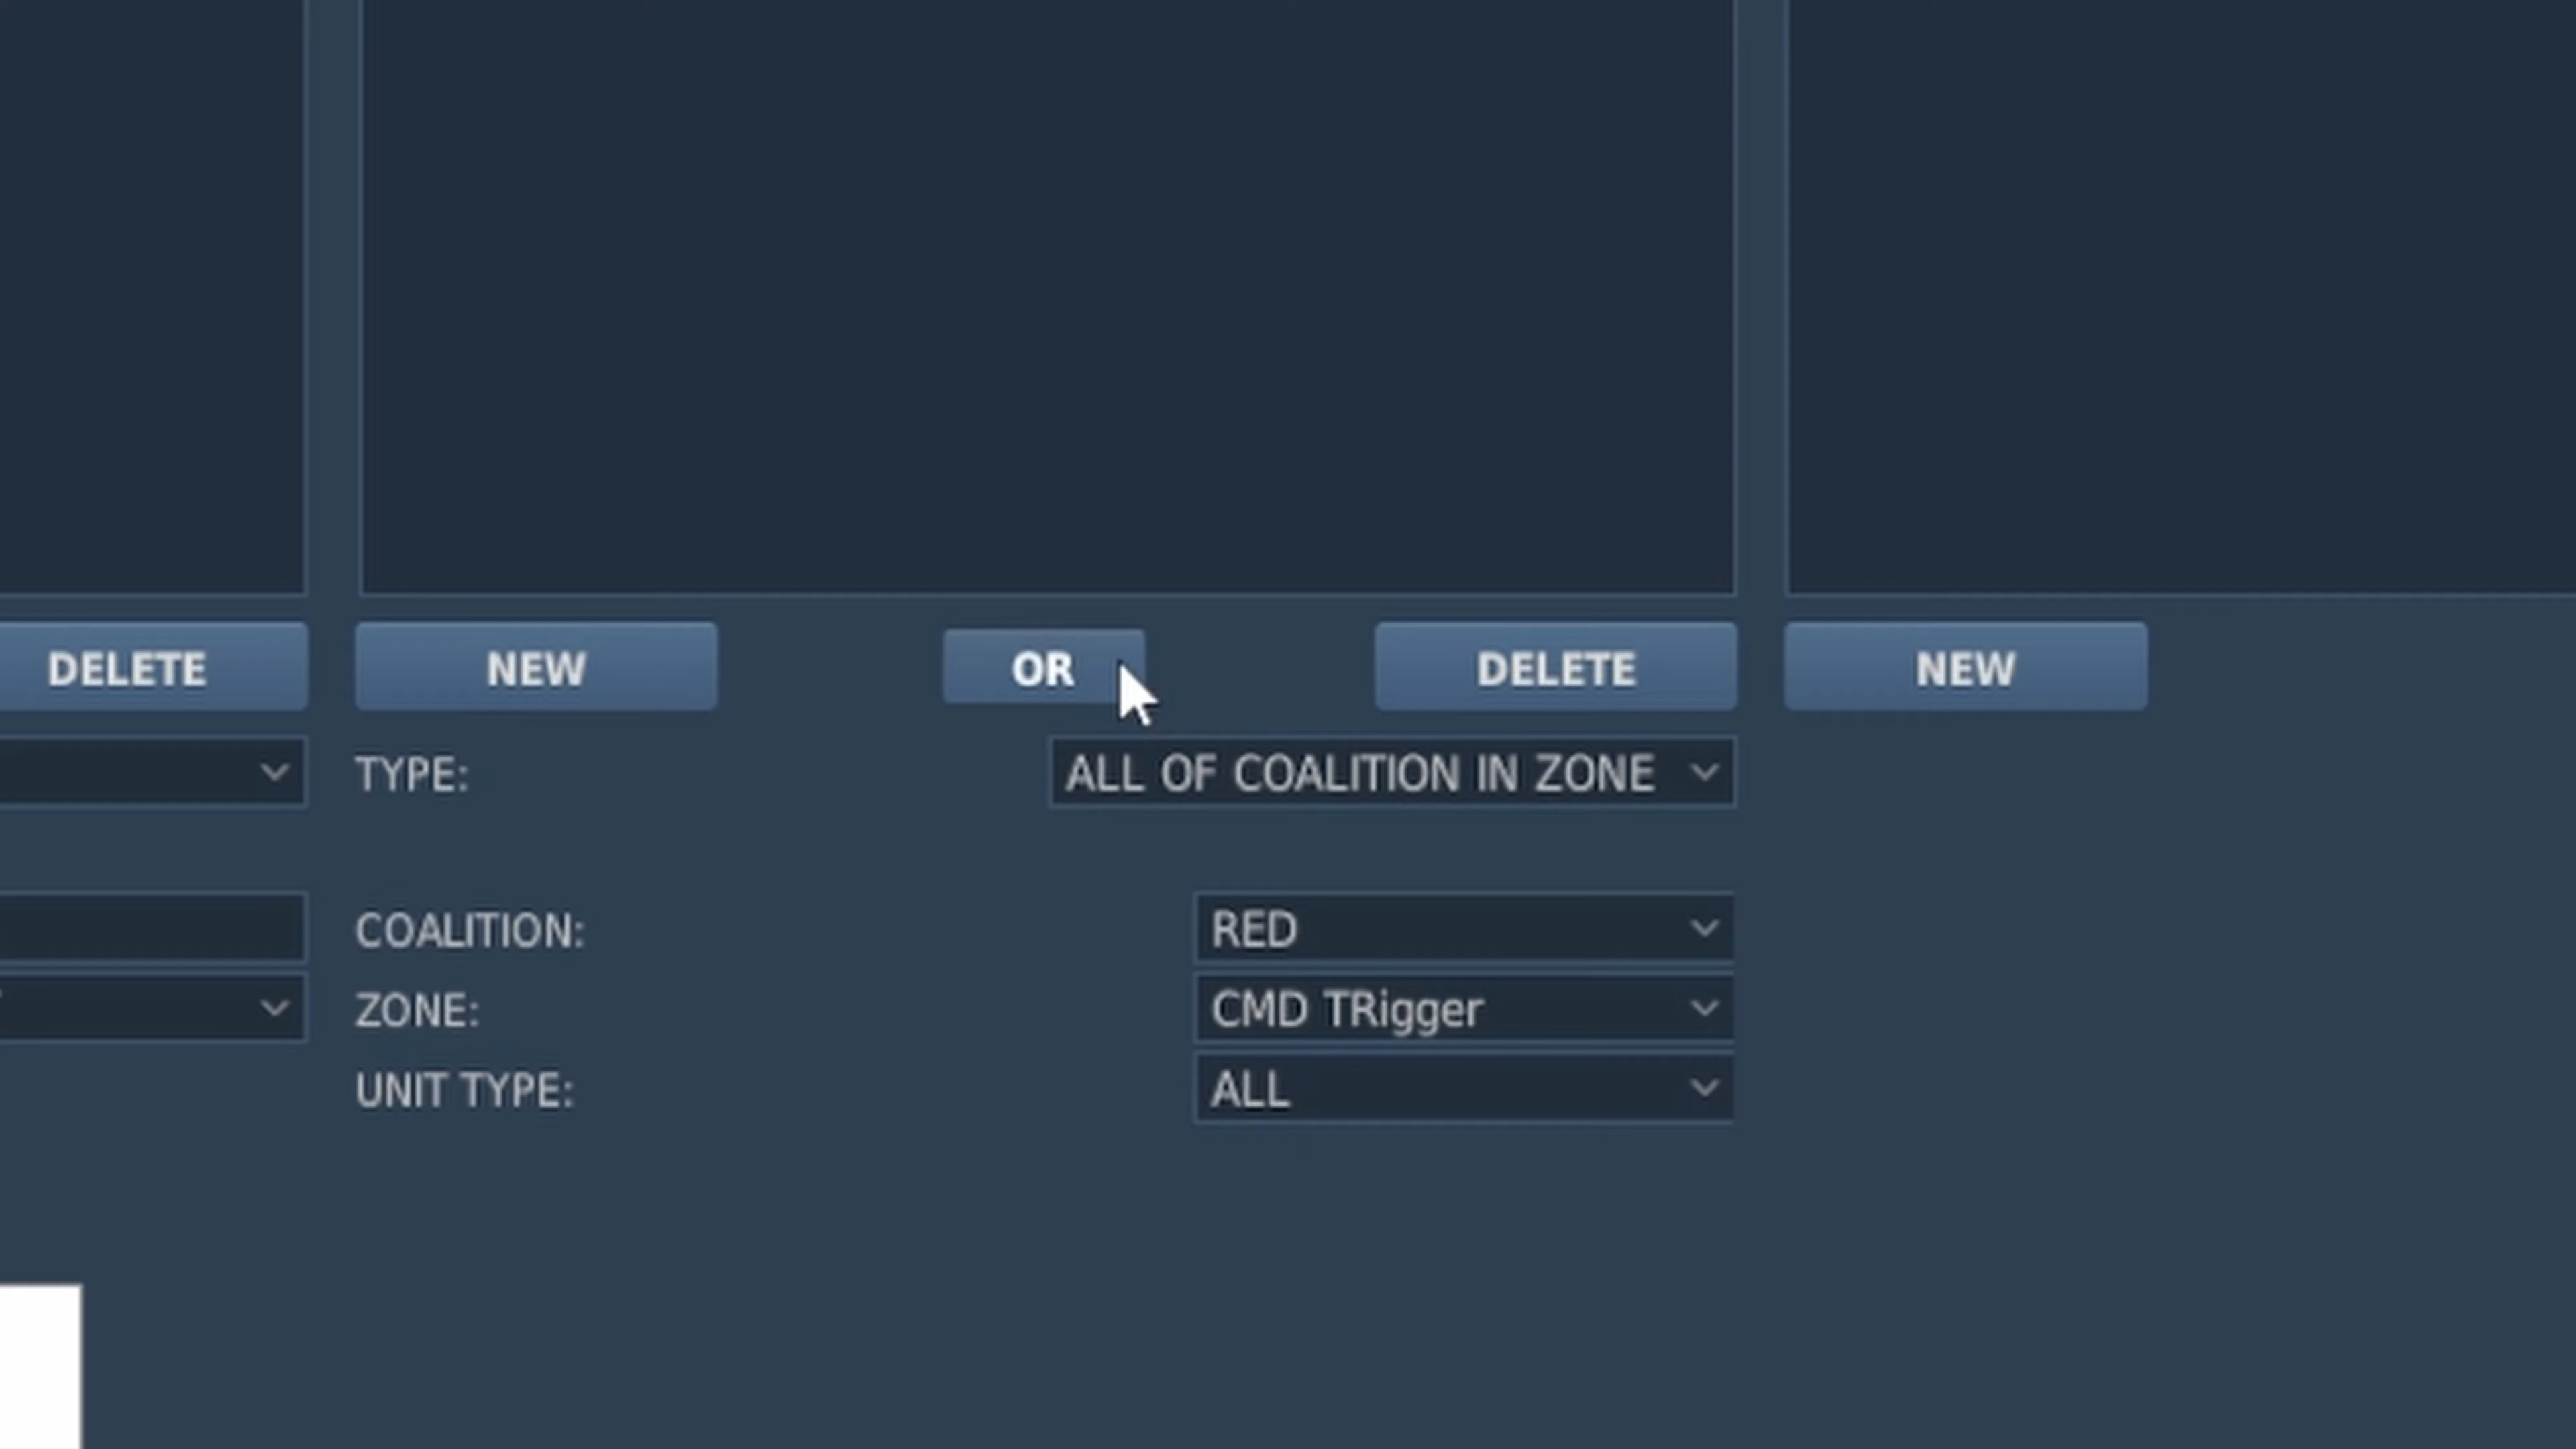 DELETE NEW OR DELETE NEW
TYPE: ALL OF COALITION IN ZONE
COALITION: RED
ZONE: CMD TRigger
UNIT TYPE: ALL